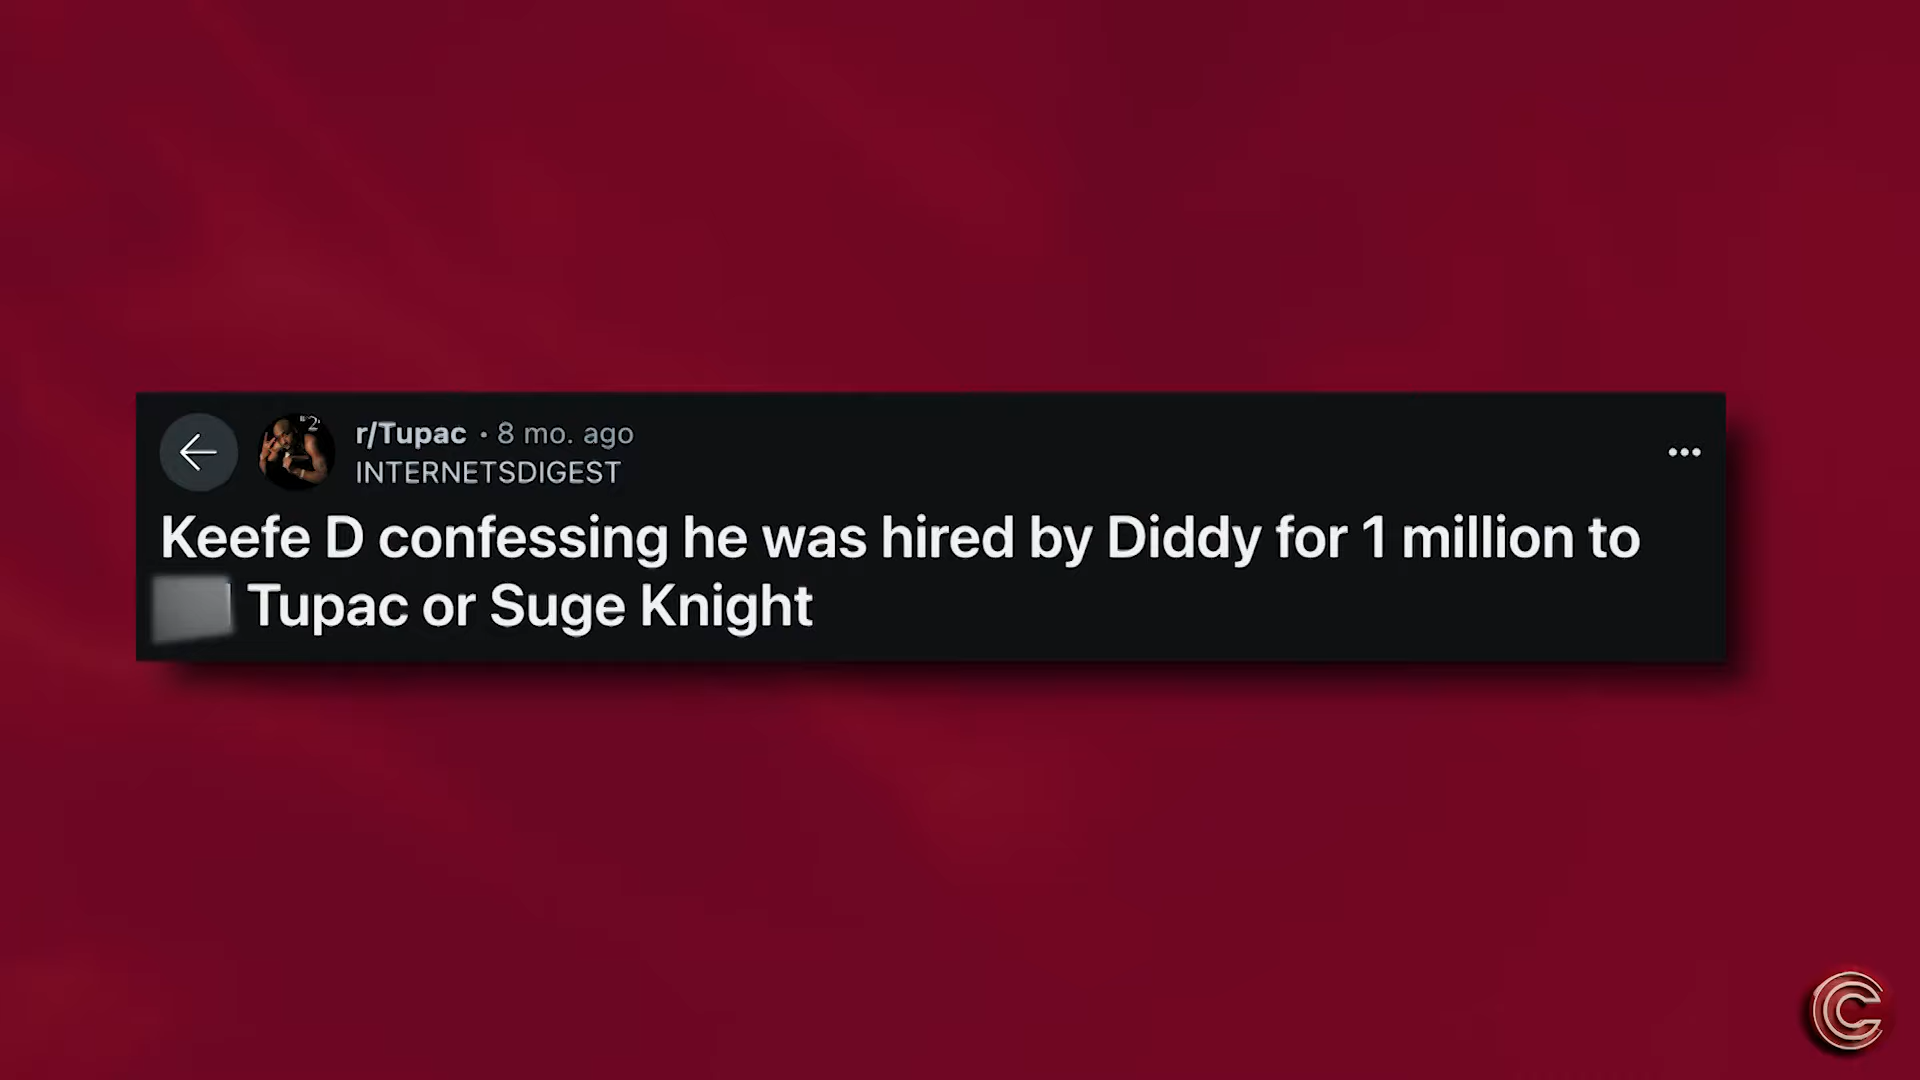 r/Tupac • 8 mo. ago
INTERNETSDIGEST
Keefe D confessing he was hired by Diddy for 1 million to
Tupac or Suge Knight